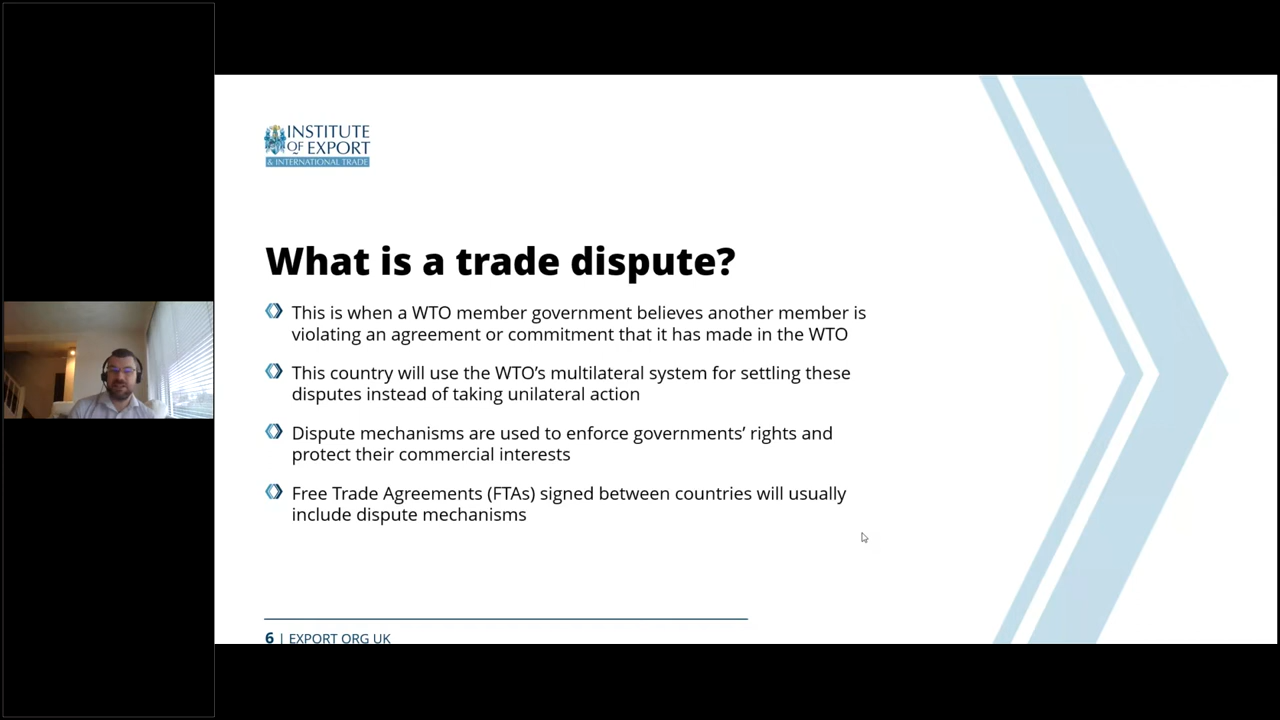 INSTITUTE
OF EXPORT
& INTERNATIONAL TRADE
What is a trade dispute?
This is when a WTO member government believes another member is
violating an agreement or commitment that it has made in the WTO
This country will use the WTO’s multilateral system for settling these
disputes instead of taking unilateral action
Dispute mechanisms are used to enforce governments’ rights and
protect their commercial interests
Free Trade Agreements (FTAs) signed between countries will usually
include dispute mechanisms
6 | EXPORT ORG UK